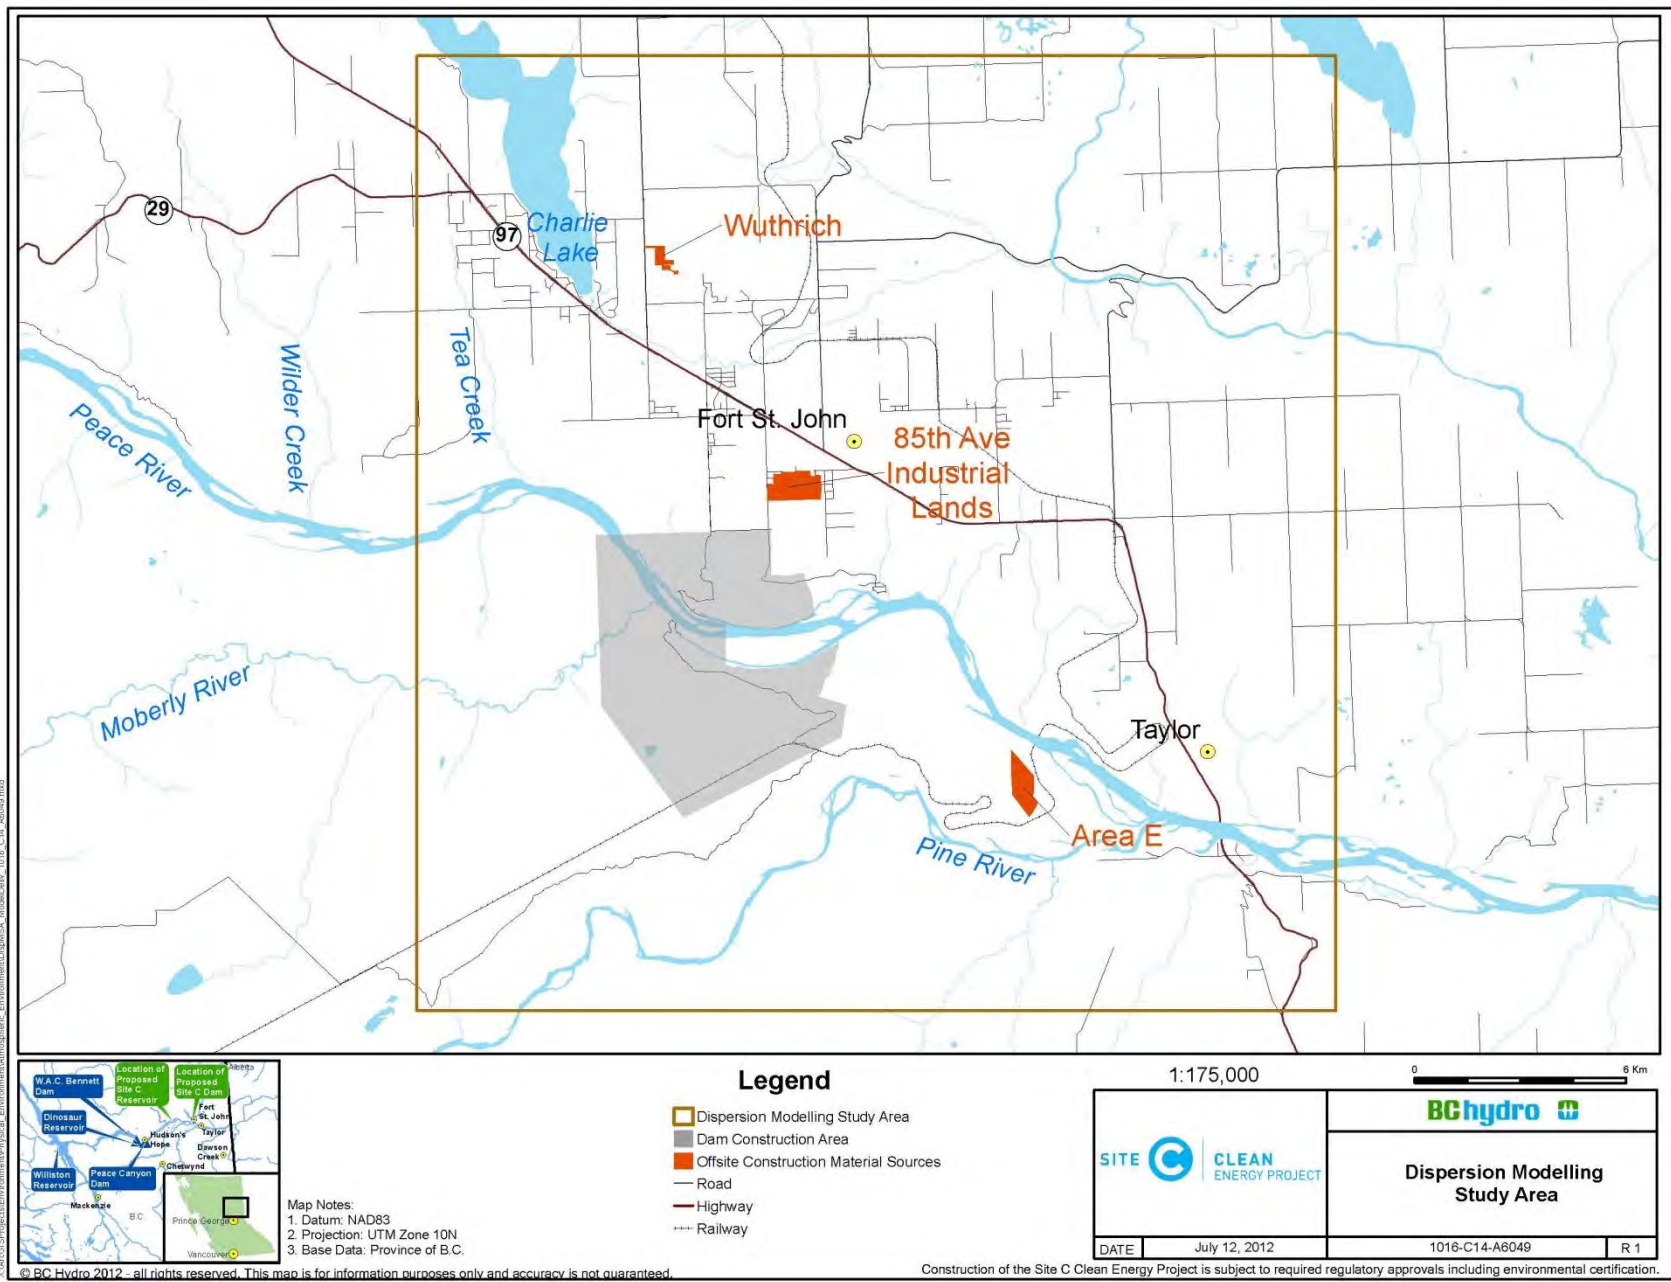 29
97
Charlie
Lake
Wuthrich
Wilder Creek
Tea Creek
Peace River
Fort St. John
85th Ave
Industrial
Lands
Moberly River
Taylor
Area E
Pine River
W.A.C. Bennett
Dam
Location of
Proposed
Site C
Reservoir
Location of
Proposed
Site C Dam
Alberta
Dinosaur
Reservoir
Fort
St. John
Taylor
Hudson's
Hope
Dawson
Creek
Chetwynd
Williston
Reservoir
Peace Canyon
Dam
Mackenzie
B.C.
Prince George
Vancouver
Map Notes:
1. Datum: NAD83
2. Projection: UTM Zone 10N
3. Base Data: Province of B.C.
Legend
Dispersion Modelling Study Area
Dam Construction Area
Offsite Construction Material Sources
Road
Highway
Railway
1:175,000
0 6 Km
SITE C CLEAN
ENERGY PROJECT
BC hydro
Dispersion Modelling
Study Area
DATE July 12, 2012 1016-C14-A6049 R 1
© BC Hydro 2012 - all rights reserved. This map is for information purposes only and accuracy is not guaranteed.
Construction of the Site C Clean Energy Project is subject to required regulatory approvals including environmental certification.